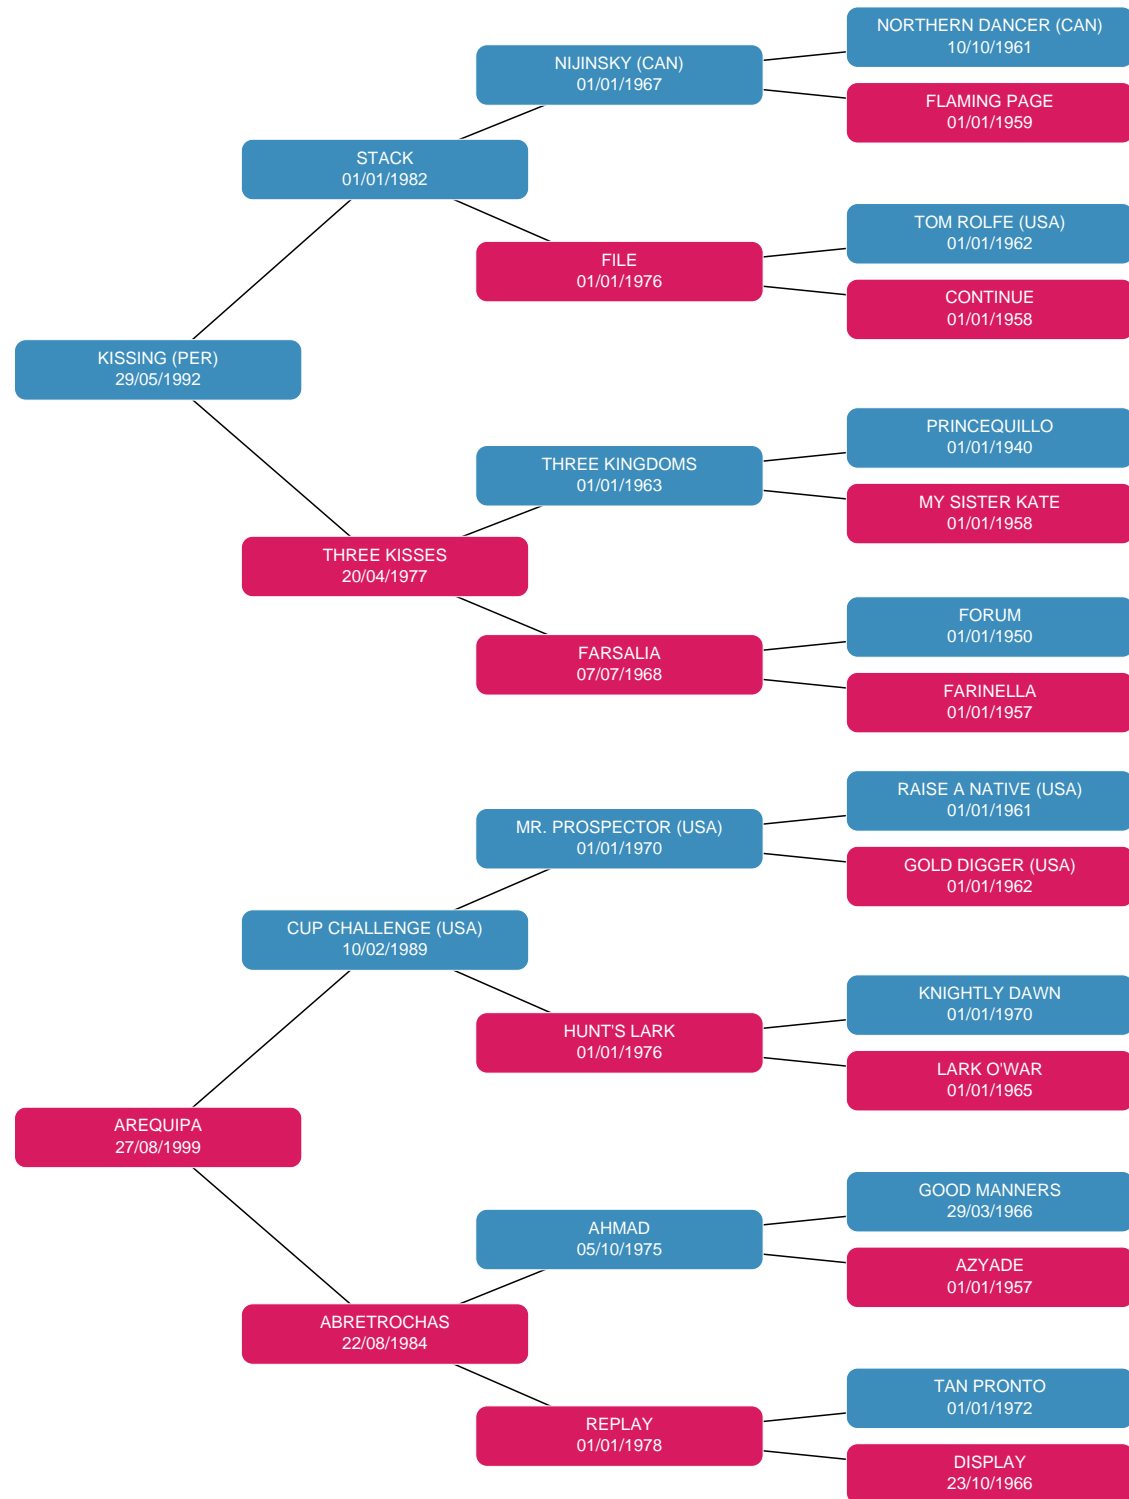 NORTHERN DANCER (CAN)
10/10/1961
NIJINSKY (CAN)
01/01/1967
FLAMING PAGE
01/01/1959
STACK
01/01/1982
TOM ROLFE (USA)
01/01/1962
FILE
01/01/1976
CONTINUE
01/01/1958
KISSING (PER)
29/05/1992
PRINCEQUILLO
01/01/1940
THREE KINGDOMS
01/01/1963
MY SISTER KATE
01/01/1958
THREE KISSES
20/04/1977
FORUM
01/01/1950
FARSALIA
07/07/1968
FARINELLA
01/01/1957
RAISE A NATIVE (USA)
01/01/1961
MR. PROSPECTOR (USA)
01/01/1970
GOLD DIGGER (USA)
01/01/1962
CUP CHALLENGE (USA)
10/02/1989
KNIGHTLY DAWN
01/01/1970
HUNT'S LARK
01/01/1976
LARK O'WAR
01/01/1965
AREQUIPA
27/08/1999
GOOD MANNERS
29/03/1966
AHMAD
05/10/1975
AZYADE
01/01/1957
ABRETROCHAS
22/08/1984
TAN PRONTO
01/01/1972
REPLAY
01/01/1978
DISPLAY
23/10/1966